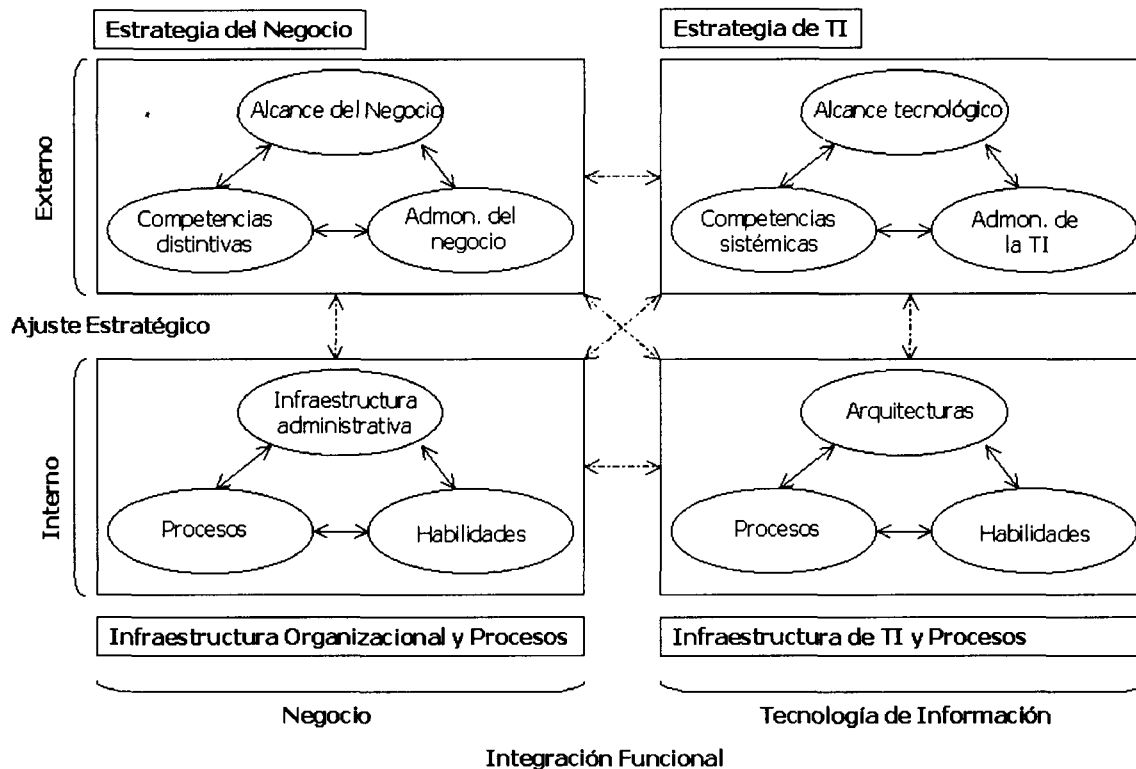 Estrategia del Negocio
Estrategia de TI
Externo
Alcance del Negocio
Competencias
distintivas
Admon. del
negocio
Alcance tecnológico
Competencias
sistémicas
Admon. de
la TI
Ajuste Estratégico
Interno
Infraestructura
administrativa
Procesos
Habilidades
Arquitecturas
Procesos
Habilidades
Infraestructura Organizacional y Procesos
Infraestructura de TI y Procesos
Negocio
Tecnología de Información
Integración Funcional